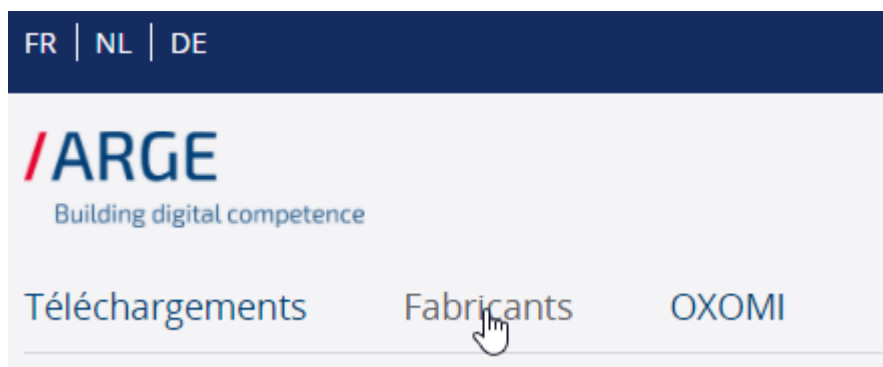 FR | NL | DE
/ARGE
Building digital competence
Téléchargements Fabricants OXOMI